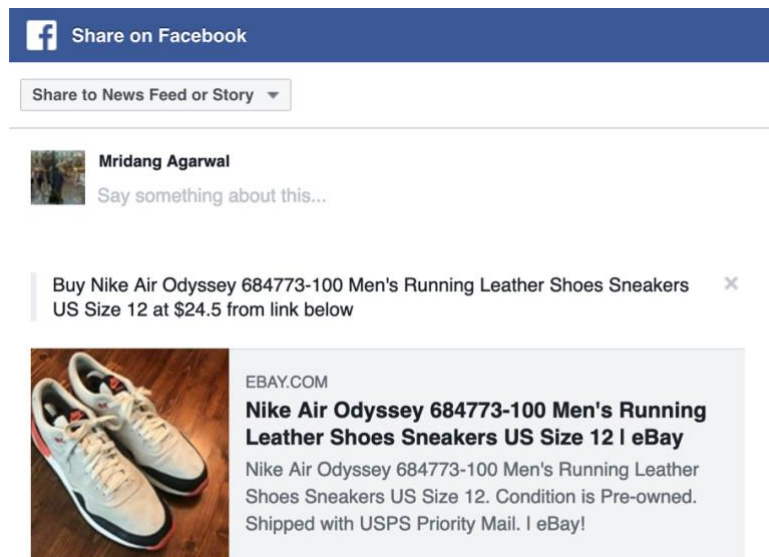 Share on Facebook
Share to News Feed or Story
Mridang Agarwal
Say something about this...
Buy Nike Air Odyssey 684773-100 Men's Running Leather Shoes Sneakers
US Size 12 at $24.5 from link below
EBAY.COM
Nike Air Odyssey 684773-100 Men's Running
Leather Shoes Sneakers US Size 12 | eBay
Nike Air Odyssey 684773-100 Men's Running Leather
Shoes Sneakers US Size 12. Condition is Pre-owned.
Shipped with USPS Priority Mail. | eBay!